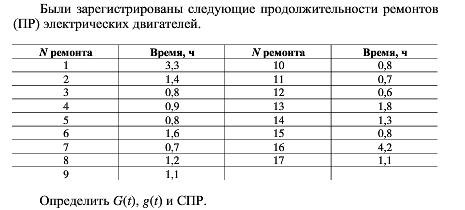 Были зарегистрированы следующие продолжительности ремонтов
(ПР) электрических двигателей.
N ремонта Время, ч N ремонта Время, ч
1 3,3 10 0,8
2 1,4 11 0,7
3 0,8 12 0,6
4 0,9 13 1,8
5 0,8 14 1,3
6 1,6 15 0,8
7 0,7 16 4,2
8 1,2 17 1,1
9 1,1
Определить G(t), g(t) и СПР.